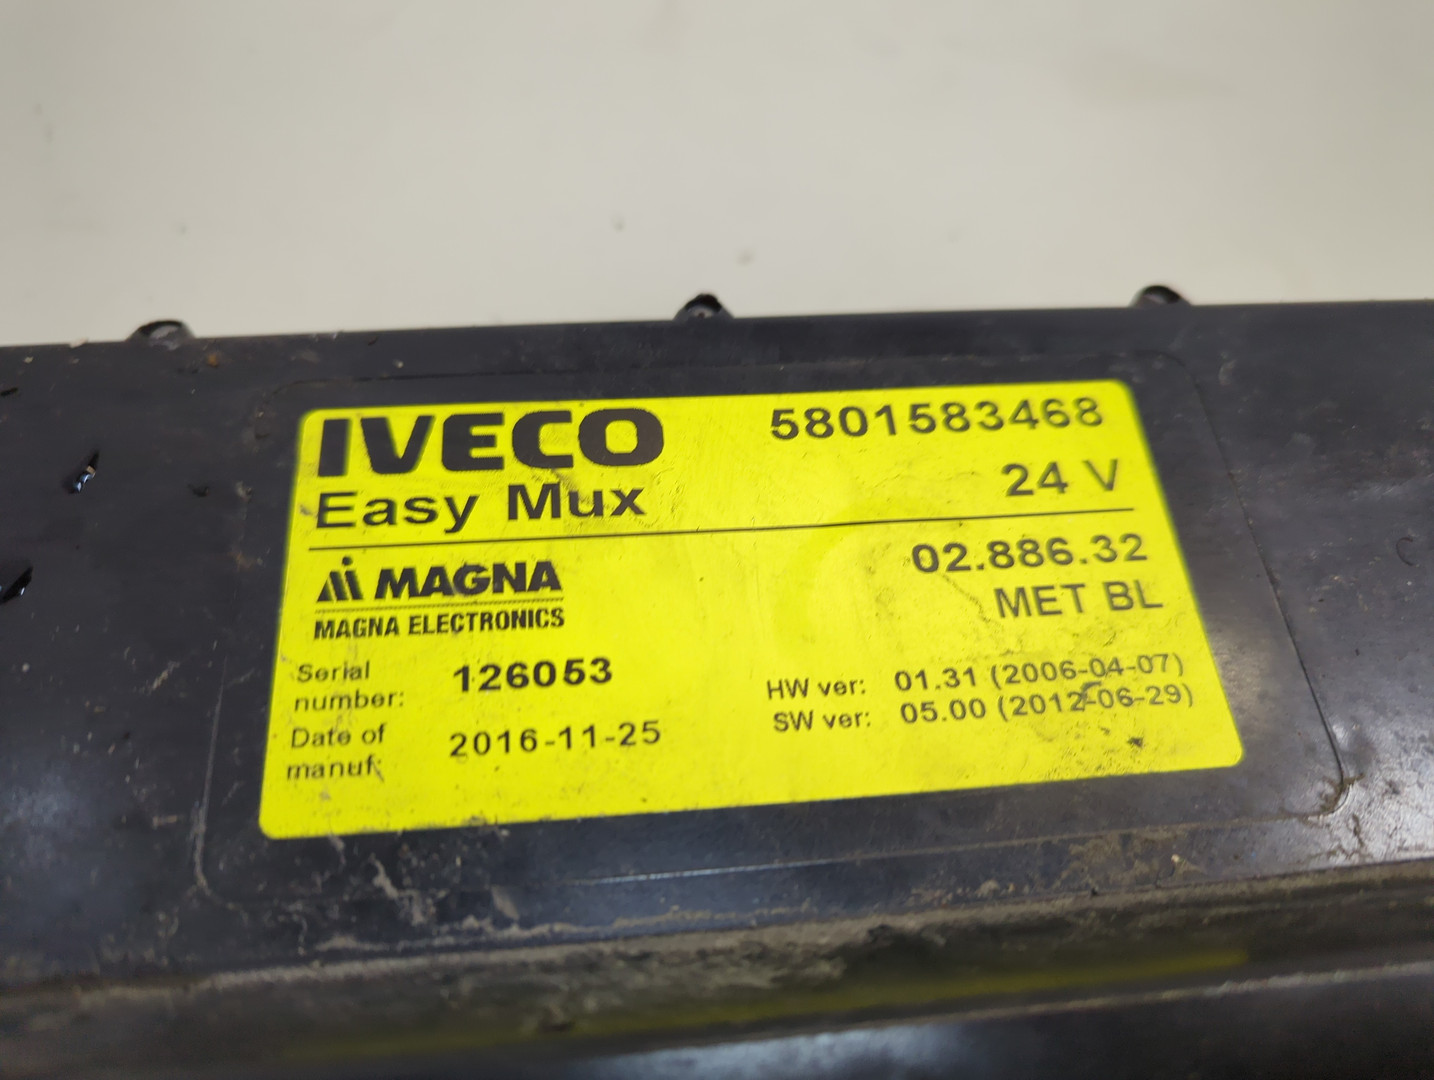 IVECO 5801583468
Easy Mux 24 V
MAGNA 02.886.32
MAGNA ELECTRONICS MET BL
Serial number: 126053 HW ver: 01.31 (2006-04-07)
Date of manuf: 2016-11-25 SW ver: 05.00 (2012-06-29)